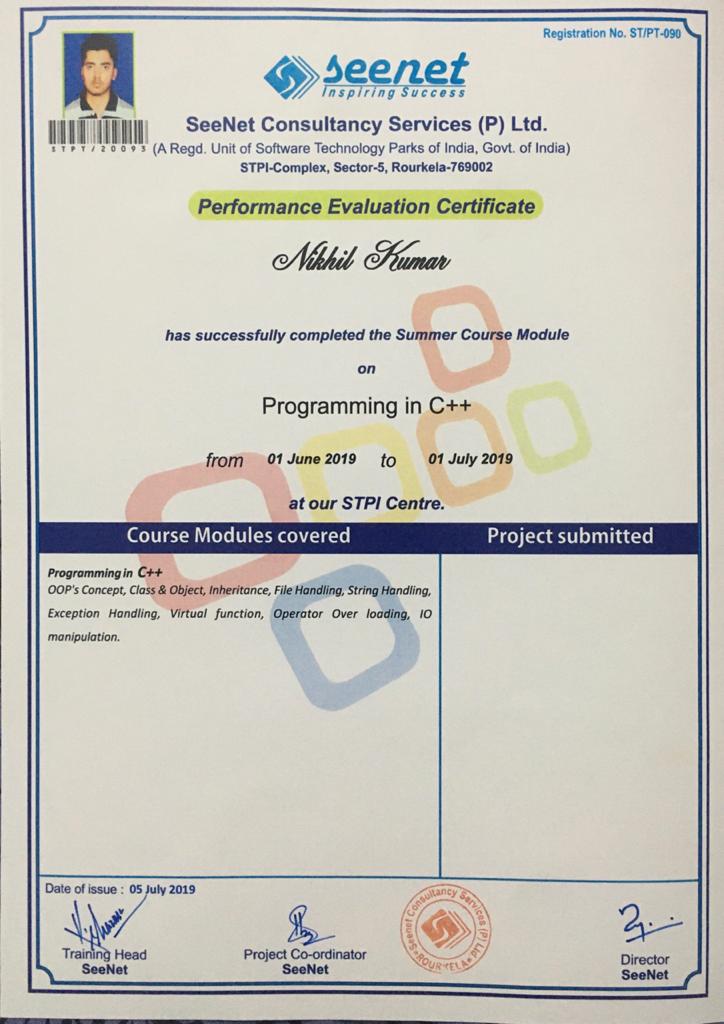 Registration No. ST/PT-090
seenet
Inspiring Success
STPT/20093
SeeNet Consultancy Services (P) Ltd.
(A Regd. Unit of Software Technology Parks of India, Govt. of India)
STPI-Complex, Sector-5, Rourkela-769002
Performance Evaluation Certificate
Nikhil Kumar
has successfully completed the Summer Course Module
on
Programming in C++
from 01 June 2019 to 01 July 2019
at our STPI Centre.
Course Modules covered
Project submitted
Programming in C++
OOP's Concept, Class & Object, Inheritance, File Handling, String Handling,
Exception Handling, Virtual function, Operator Over loading, IO
manipulation.
Date of issue : 05 July 2019
Training Head
SeeNet
Project Co-ordinator
SeeNet
Seenet Consultancy Services (P) Ltd
ROURKELA
Director
SeeNet